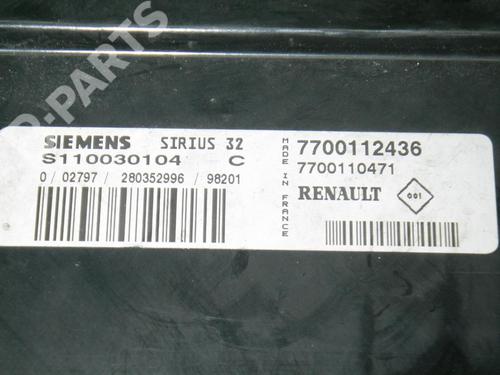 D-PARTS
SIEMENS SIRIUS 32
S110030104 C
0 / 02797 / 280352996 / 98201
MADE IN FRANCE
7700112436
7700110471
RENAULT 001